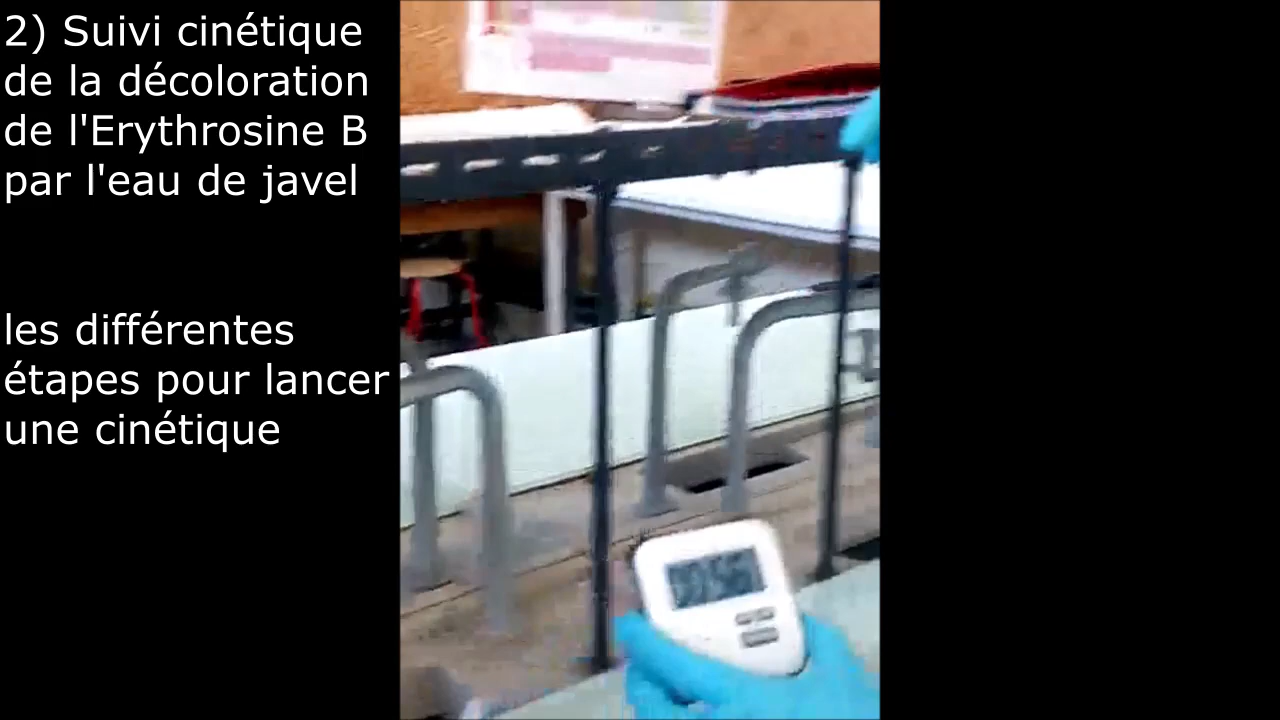 2) Suivi cinétique
de la décoloration
de l'Erythrosine B
par l'eau de javel
les différentes
étapes pour lancer
une cinétique